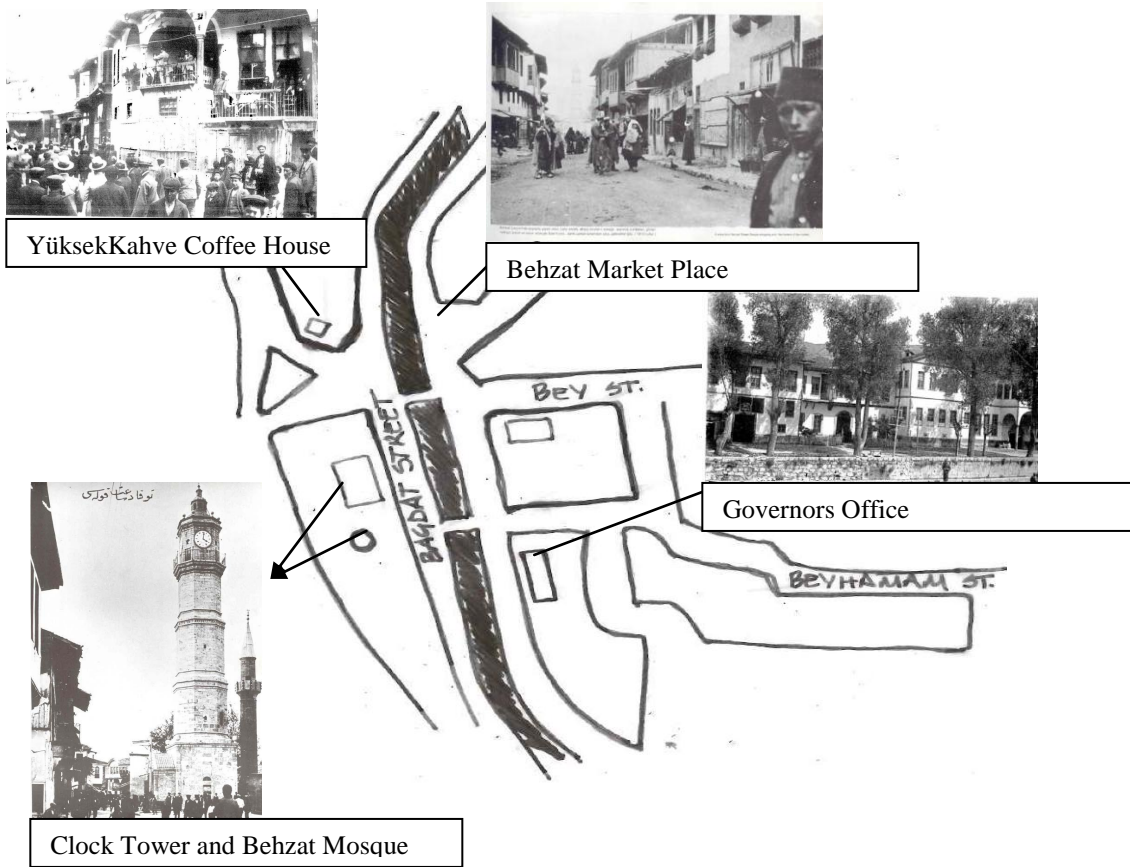 YüksekKahve Coffee House
Behzat Market Place
BEY ST.
BAGDAT STREET
Governors Office
BEYHAMAM ST.
Clock Tower and Behzat Mosque